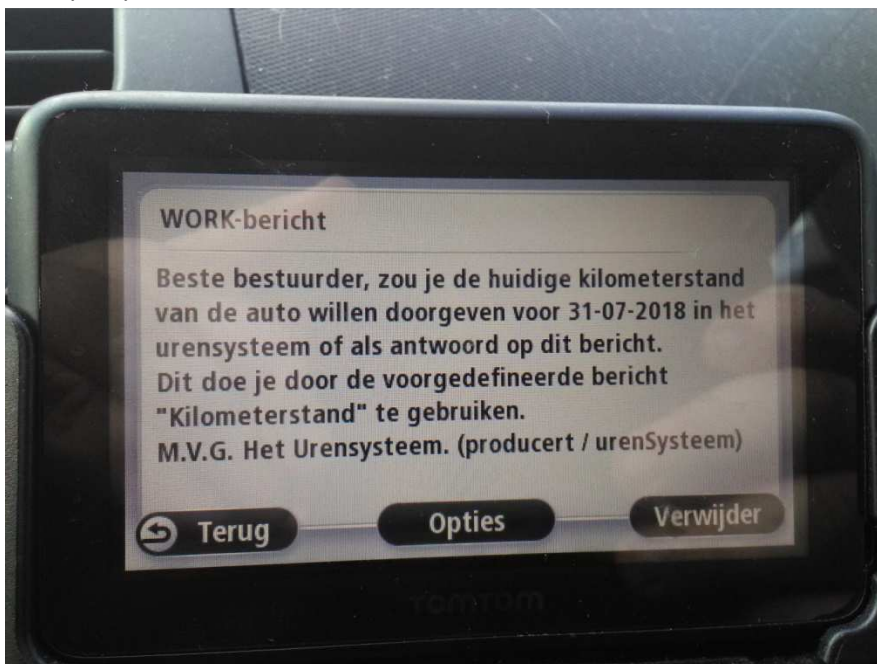 WORK-bericht
Beste bestuurder, zou je de huidige kilometerstand
van de auto willen doorgeven voor 31-07-2018 in het
urensysteem of als antwoord op dit bericht.
Dit doe je door de voorgedefineerde bericht
"Kilometerstand" te gebruiken.
M.V.G. Het Urensysteem. (producert / urenSysteem)
Terug Opties Verwijder
TOMTOM